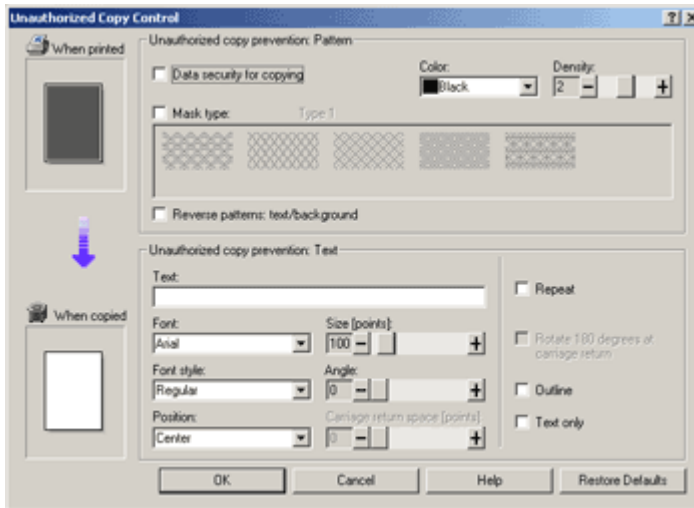 Unauthorized Copy Control
When printed
Unauthorized copy prevention: Pattern
Data security for copying
Color:
Black
Density:
2
Mask type:
Type 1
Reverse patterns: text/background
When copied
Unauthorized copy prevention: Text
Text:
Font:
Arial
Size [points]:
100
Font style:
Regular
Angle:
0
Position:
Center
Carriage return space [points]
0
Repeat
Rotate 180 degrees at
carriage return
Outline
Text only
OK
Cancel
Help
Restore Defaults